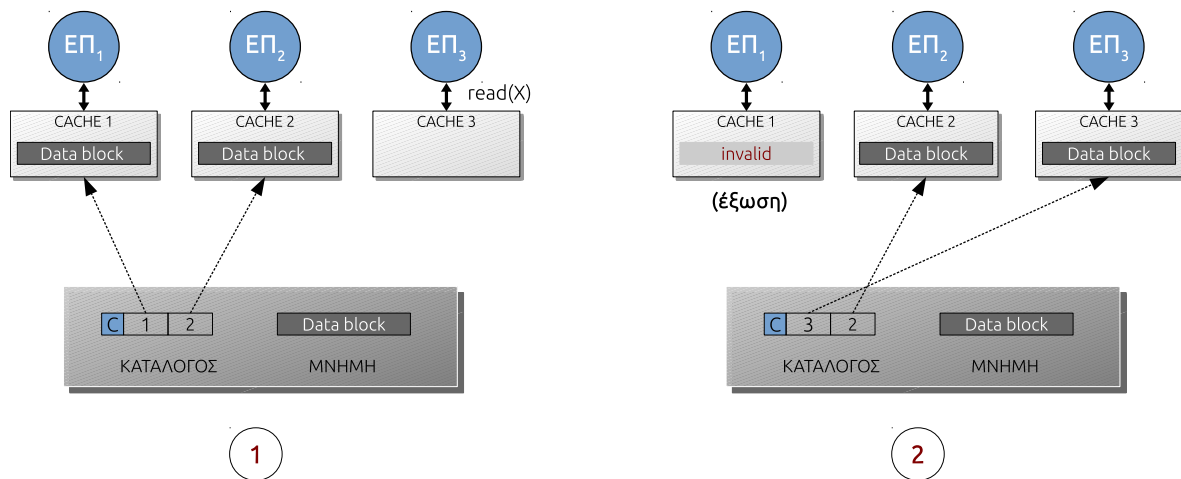 ΕΠ1 ΕΠ2 ΕΠ3
read(X)
CACHE 1 CACHE 2 CACHE 3
Data block Data block
C 1 2 Data block
ΚΑΤΑΛΟΓΟΣ ΜΝΗΜΗ
1
ΕΠ1 ΕΠ2 ΕΠ3
CACHE 1 CACHE 2 CACHE 3
invalid Data block Data block
(έξωση)
C 3 2 Data block
ΚΑΤΑΛΟΓΟΣ ΜΝΗΜΗ
2